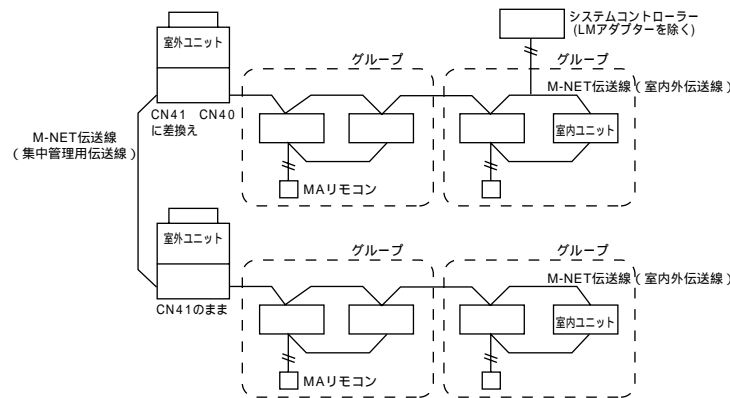 システムコントローラー
(LMアダプターを除く)
室外ユニット
グループ
グループ
M-NET伝送線(室内外伝送線)
CN41 CN40
に差換え
M-NET伝送線
(集中管理用伝送線)
室内ユニット
MAリモコン
室外ユニット
グループ
グループ
M-NET伝送線(室内外伝送線)
CN41のまま
室内ユニット
MAリモコン